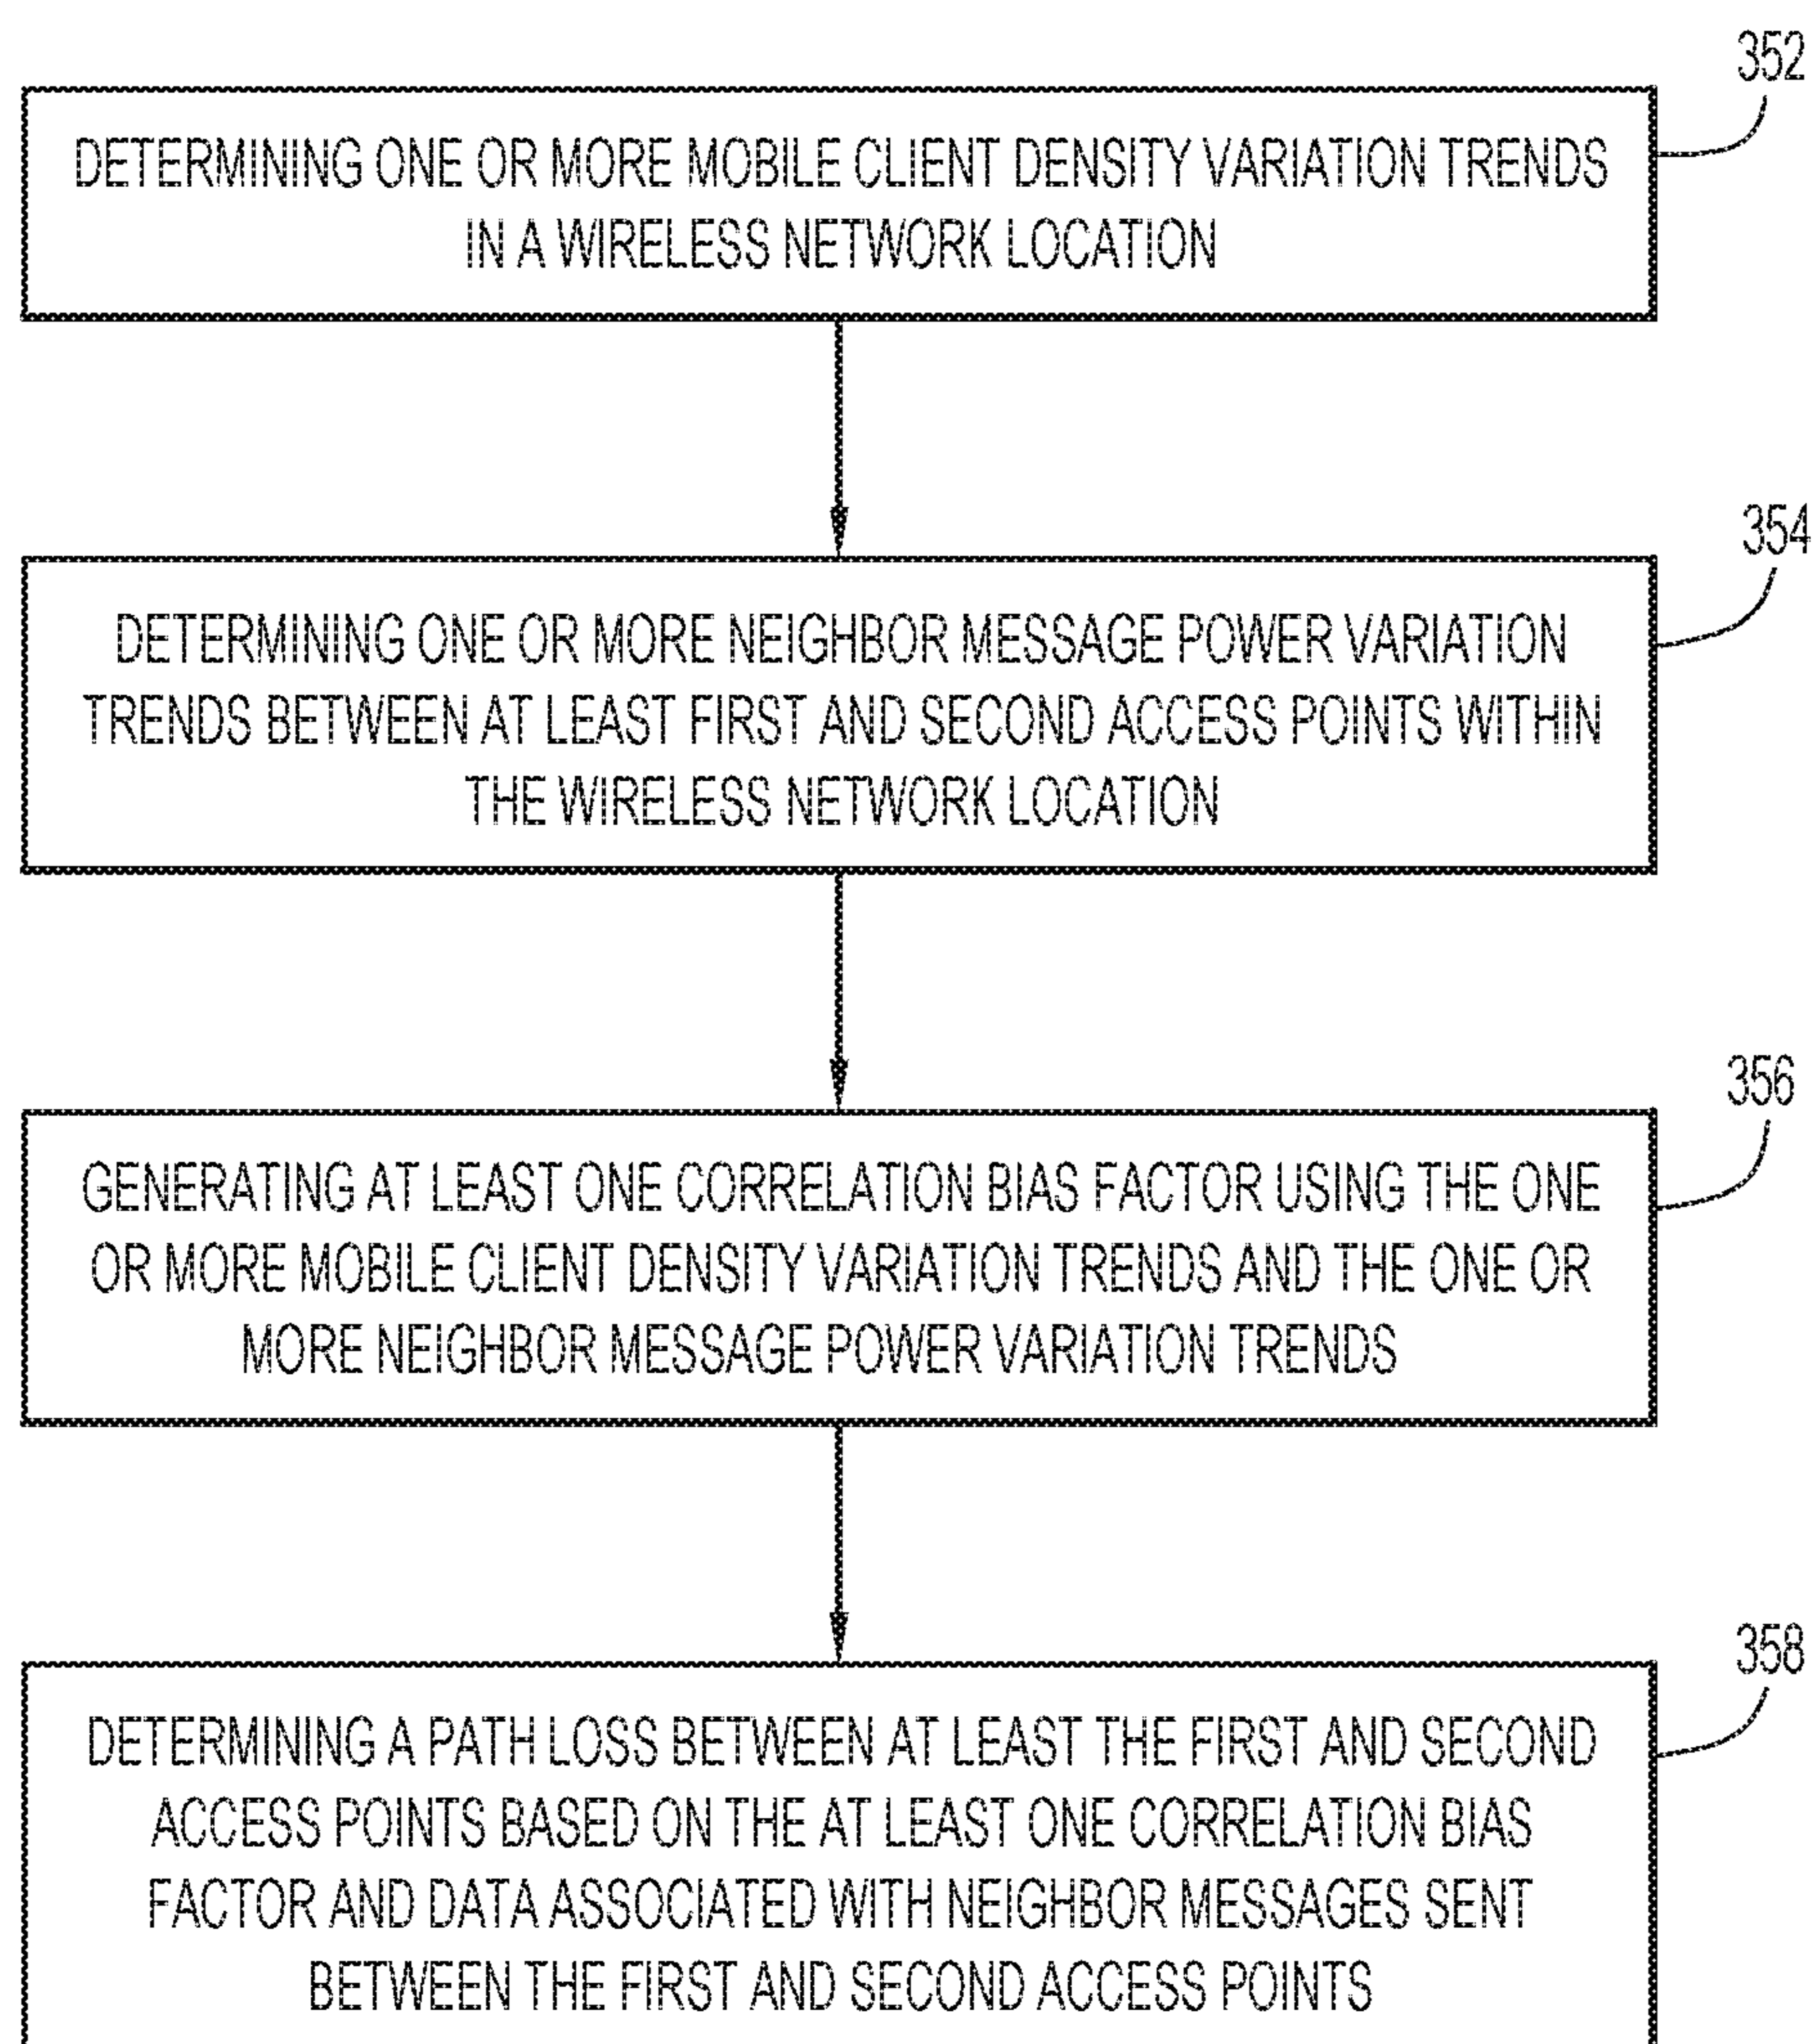 352
DETERMINING ONE OR MORE MOBILE CLIENT DENSITY VARIATION TRENDS
IN A WIRELESS NETWORK LOCATION
354
DETERMINING ONE OR MORE NEIGHBOR MESSAGE POWER VARIATION
TRENDS BETWEEN AT LEAST FIRST AND SECOND ACCESS POINTS WITHIN
THE WIRELESS NETWORK LOCATION
356
GENERATING AT LEAST ONE CORRELATION BIAS FACTOR USING THE ONE
OR MORE MOBILE CLIENT DENSITY VARIATION TRENDS AND THE ONE OR
MORE NEIGHBOR MESSAGE POWER VARIATION TRENDS
358
DETERMINING A PATH LOSS BETWEEN AT LEAST THE FIRST AND SECOND
ACCESS POINTS BASED ON THE AT LEAST ONE CORRELATION BIAS
FACTOR AND DATA ASSOCIATED WITH NEIGHBOR MESSAGES SENT
BETWEEN THE FIRST AND SECOND ACCESS POINTS